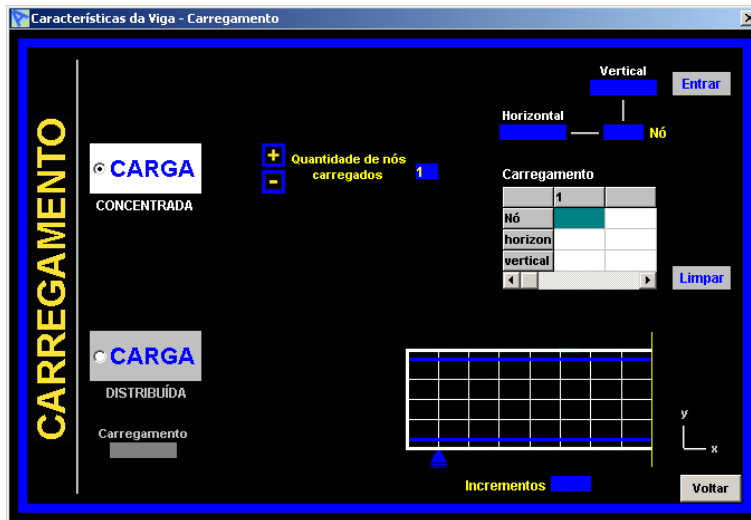 Características da Viga - Carregamento
CARREGAMENTO
CARGA
CONCENTRADA
+
-
Quantidade de nós
carregados
1
Vertical
Entrar
Horizontal
Nó
Carregamento
1
Nó
horizon
vertical
Limpar
CARGA
DISTRIBUÍDA
Carregamento
Incrementos
y
x
Voltar